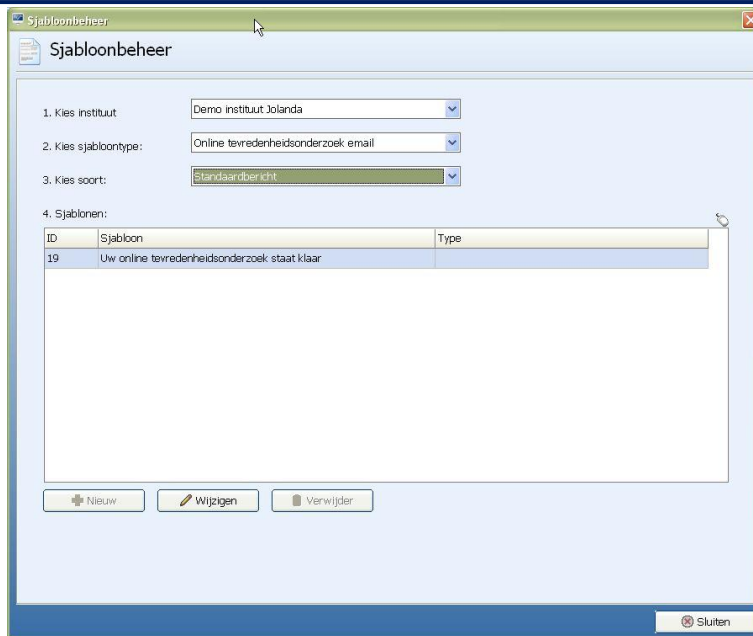 Sjabloonbeheer
Sjabloonbeheer
1. Kies instituut Demo instituut Jolanda
2. Kies sjabloontype: Online tevredenheidsonderzoek email
3. Kies soort: Standaardbericht
4. Sjablonen:
ID Sjabloon Type
19 Uw online tevredenheidsonderzoek staat klaar
Nieuw Wijzigen Verwijder
Sluiten